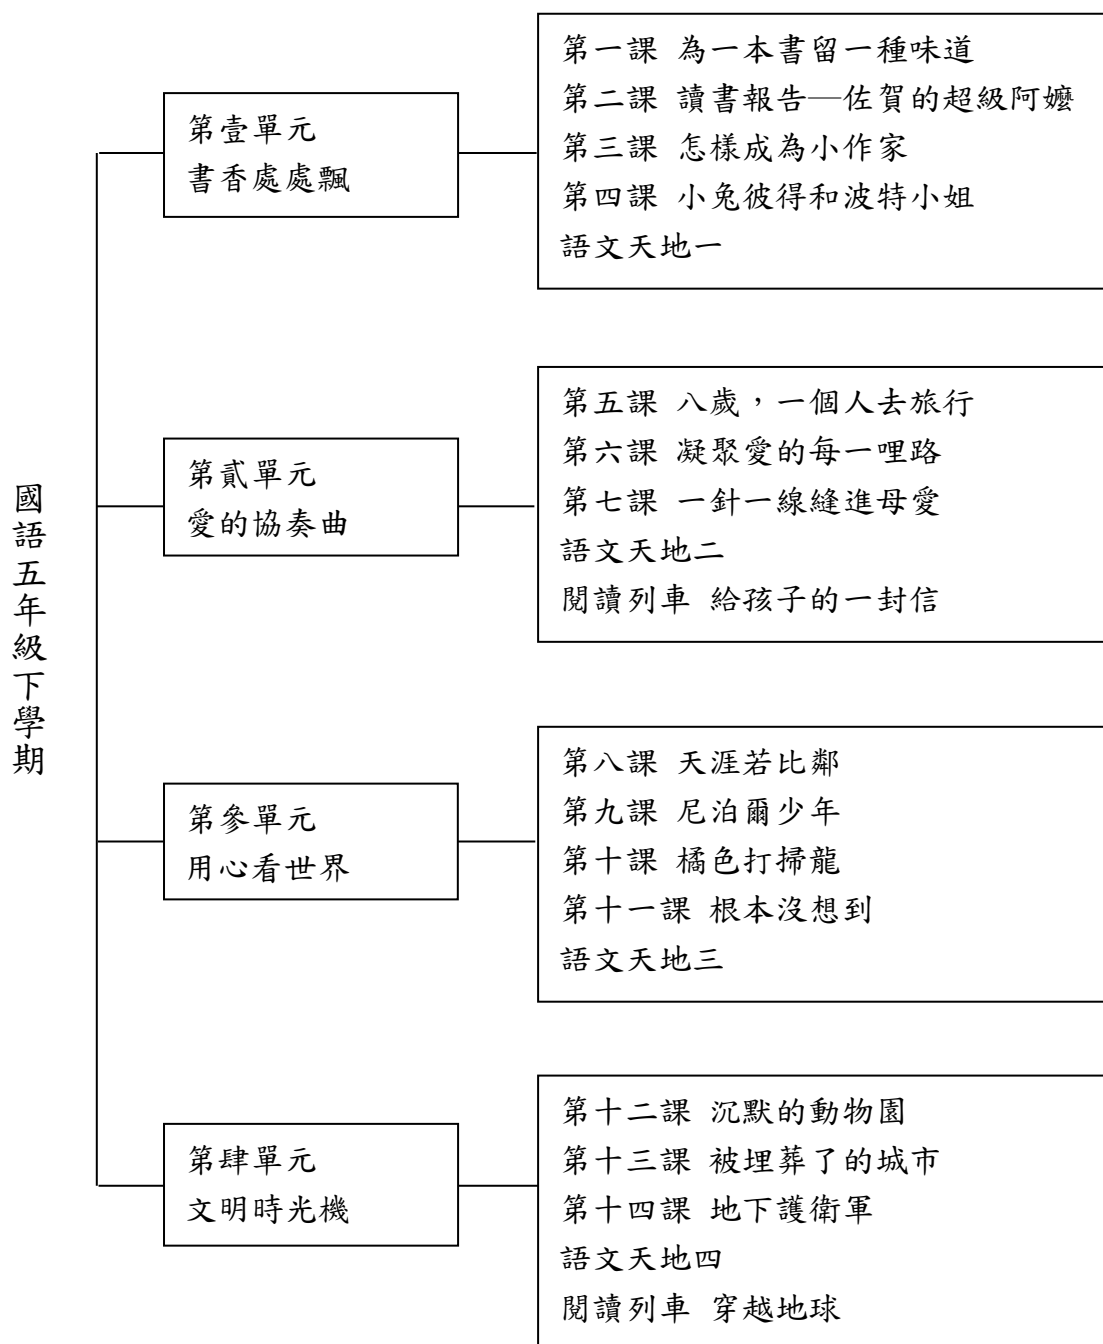 國語五年級下學期
第壹單元
書香處處飄
第一課 為一本書留一種味道
第二課 讀書報告─佐賀的超級阿嬤
第三課 怎樣成為小作家
第四課 小兔彼得和波特小姐
語文天地一
第貳單元
愛的協奏曲
第五課 八歲，一個人去旅行
第六課 凝聚愛的每一哩路
第七課 一針一線縫進母愛
語文天地二
閱讀列車 給孩子的一封信
第參單元
用心看世界
第八課 天涯若比鄰
第九課 尼泊爾少年
第十課 橘色打掃龍
第十一課 根本沒想到
語文天地三
第肆單元
文明時光機
第十二課 沉默的動物園
第十三課 被埋葬了的城市
第十四課 地下護衛軍
語文天地四
閱讀列車 穿越地球